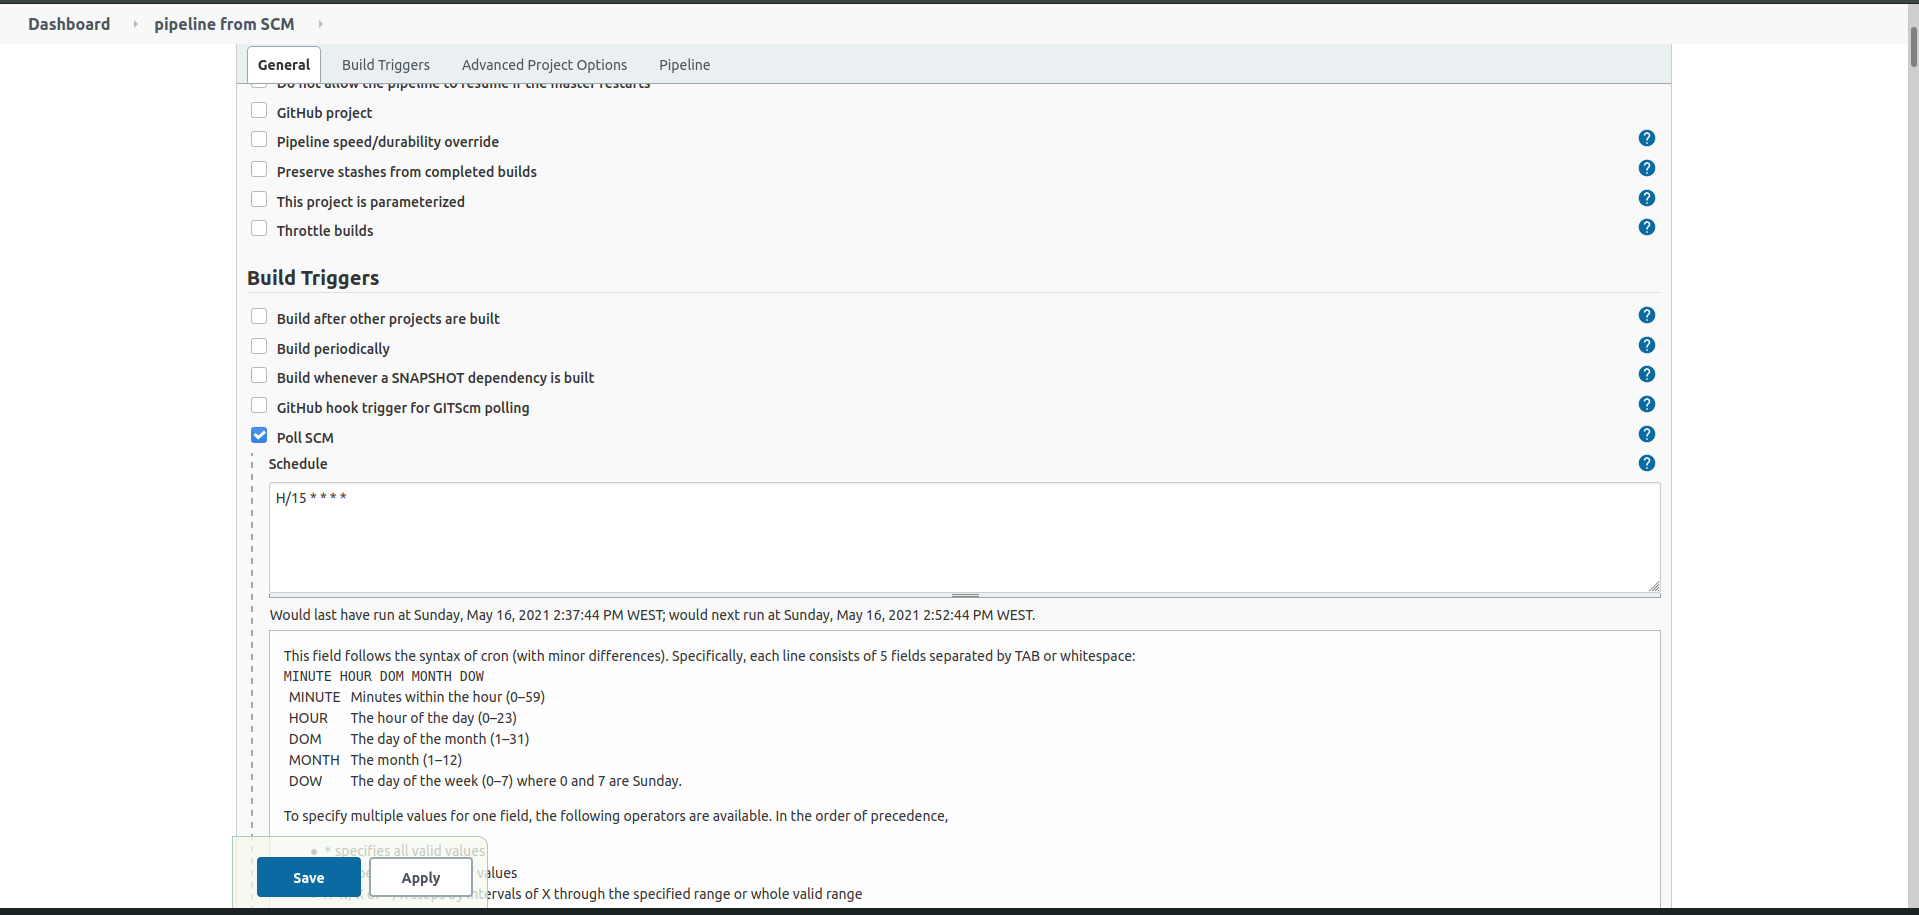 Dashboard pipeline from SCM
General Build Triggers Advanced Project Options Pipeline
Do not allow the pipeline to resume if the master restarts
GitHub project
Pipeline speed/durability override
Preserve stashes from completed builds
This project is parameterized
Throttle builds
Build Triggers
Build after other projects are built
Build periodically
Build whenever a SNAPSHOT dependency is built
GitHub hook trigger for GITScm polling
Poll SCM
Schedule
H/15 * * * *
Would last have run at Sunday, May 16, 2021 2:37:44 PM WEST; would next run at Sunday, May 16, 2021 2:52:44 PM WEST.
This field follows the syntax of cron (with minor differences). Specifically, each line consists of 5 fields separated by TAB or whitespace:
MINUTE HOUR DOM MONTH DOW
MINUTE Minutes within the hour (0–59)
HOUR The hour of the day (0–23)
DOM The day of the month (1–31)
MONTH The month (1–12)
DOW The day of the week (0–7) where 0 and 7 are Sunday.
To specify multiple values for one field, the following operators are available. In the order of precedence,
* specifies all valid values
values
Save Apply
intervals of X through the specified range or whole valid range